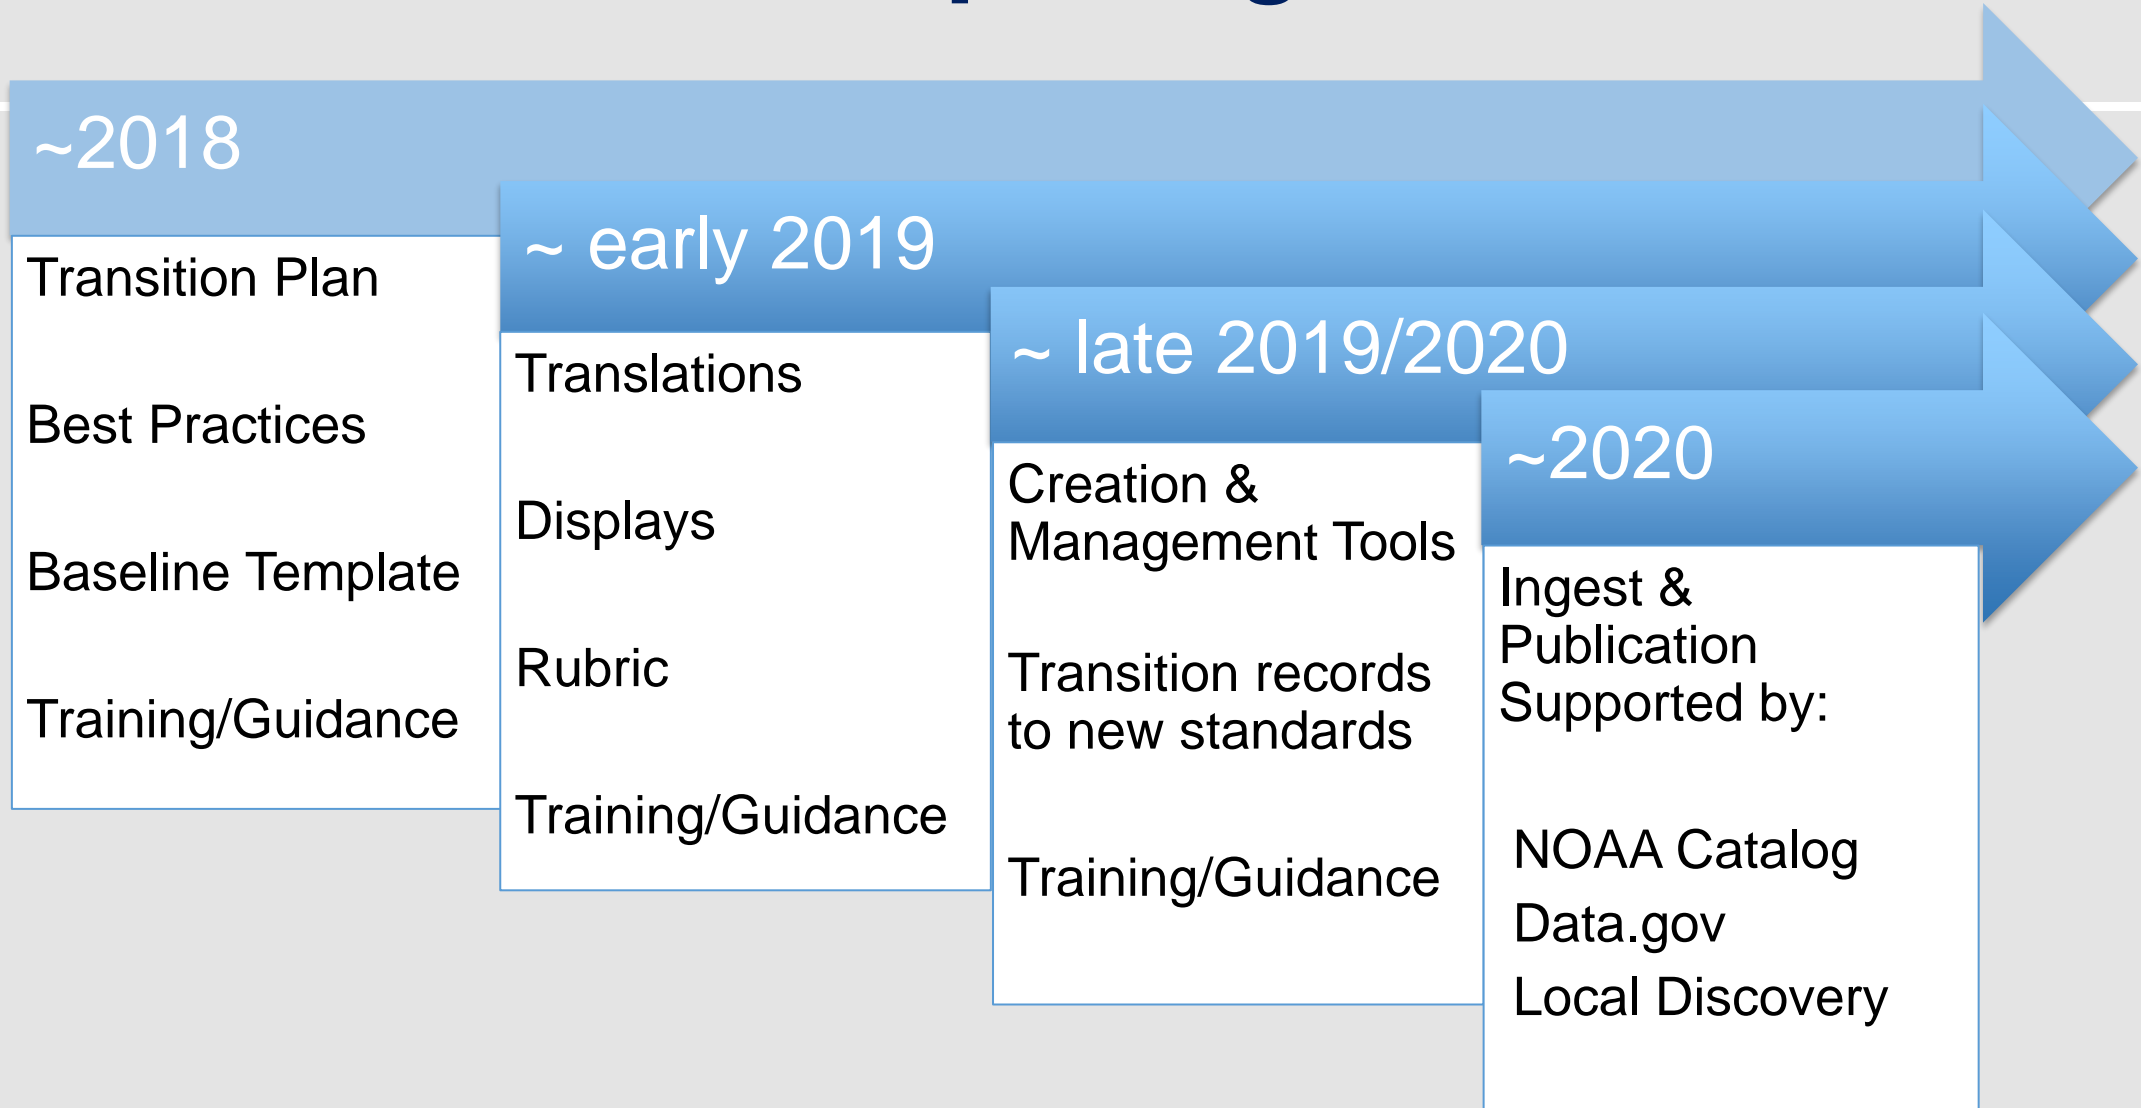 ~2018
Transition Plan
Best Practices
Baseline Template
Training/Guidance
~ early 2019
Translations
Displays
Rubric
Training/Guidance
~ late 2019/2020
Creation &
Management Tools
Transition records
to new standards
Training/Guidance
~2020
Ingest &
Publication
Supported by:
NOAA Catalog
Data.gov
Local Discovery